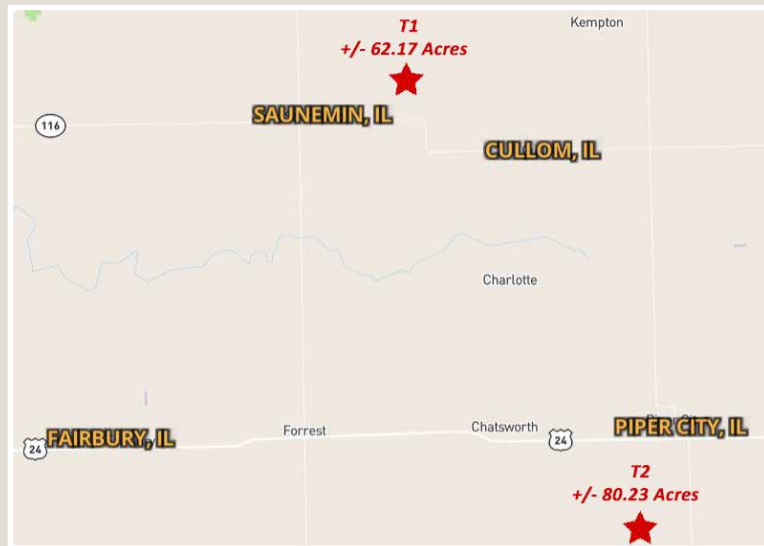 Kempton
T1
+/- 62.17 Acres
SAUNEMIN, IL
116
CULLOM, IL
Charlotte
FAIRBURY, IL
24
Forrest
Chatsworth
24
PIPER CITY, IL
T2
+/- 80.23 Acres